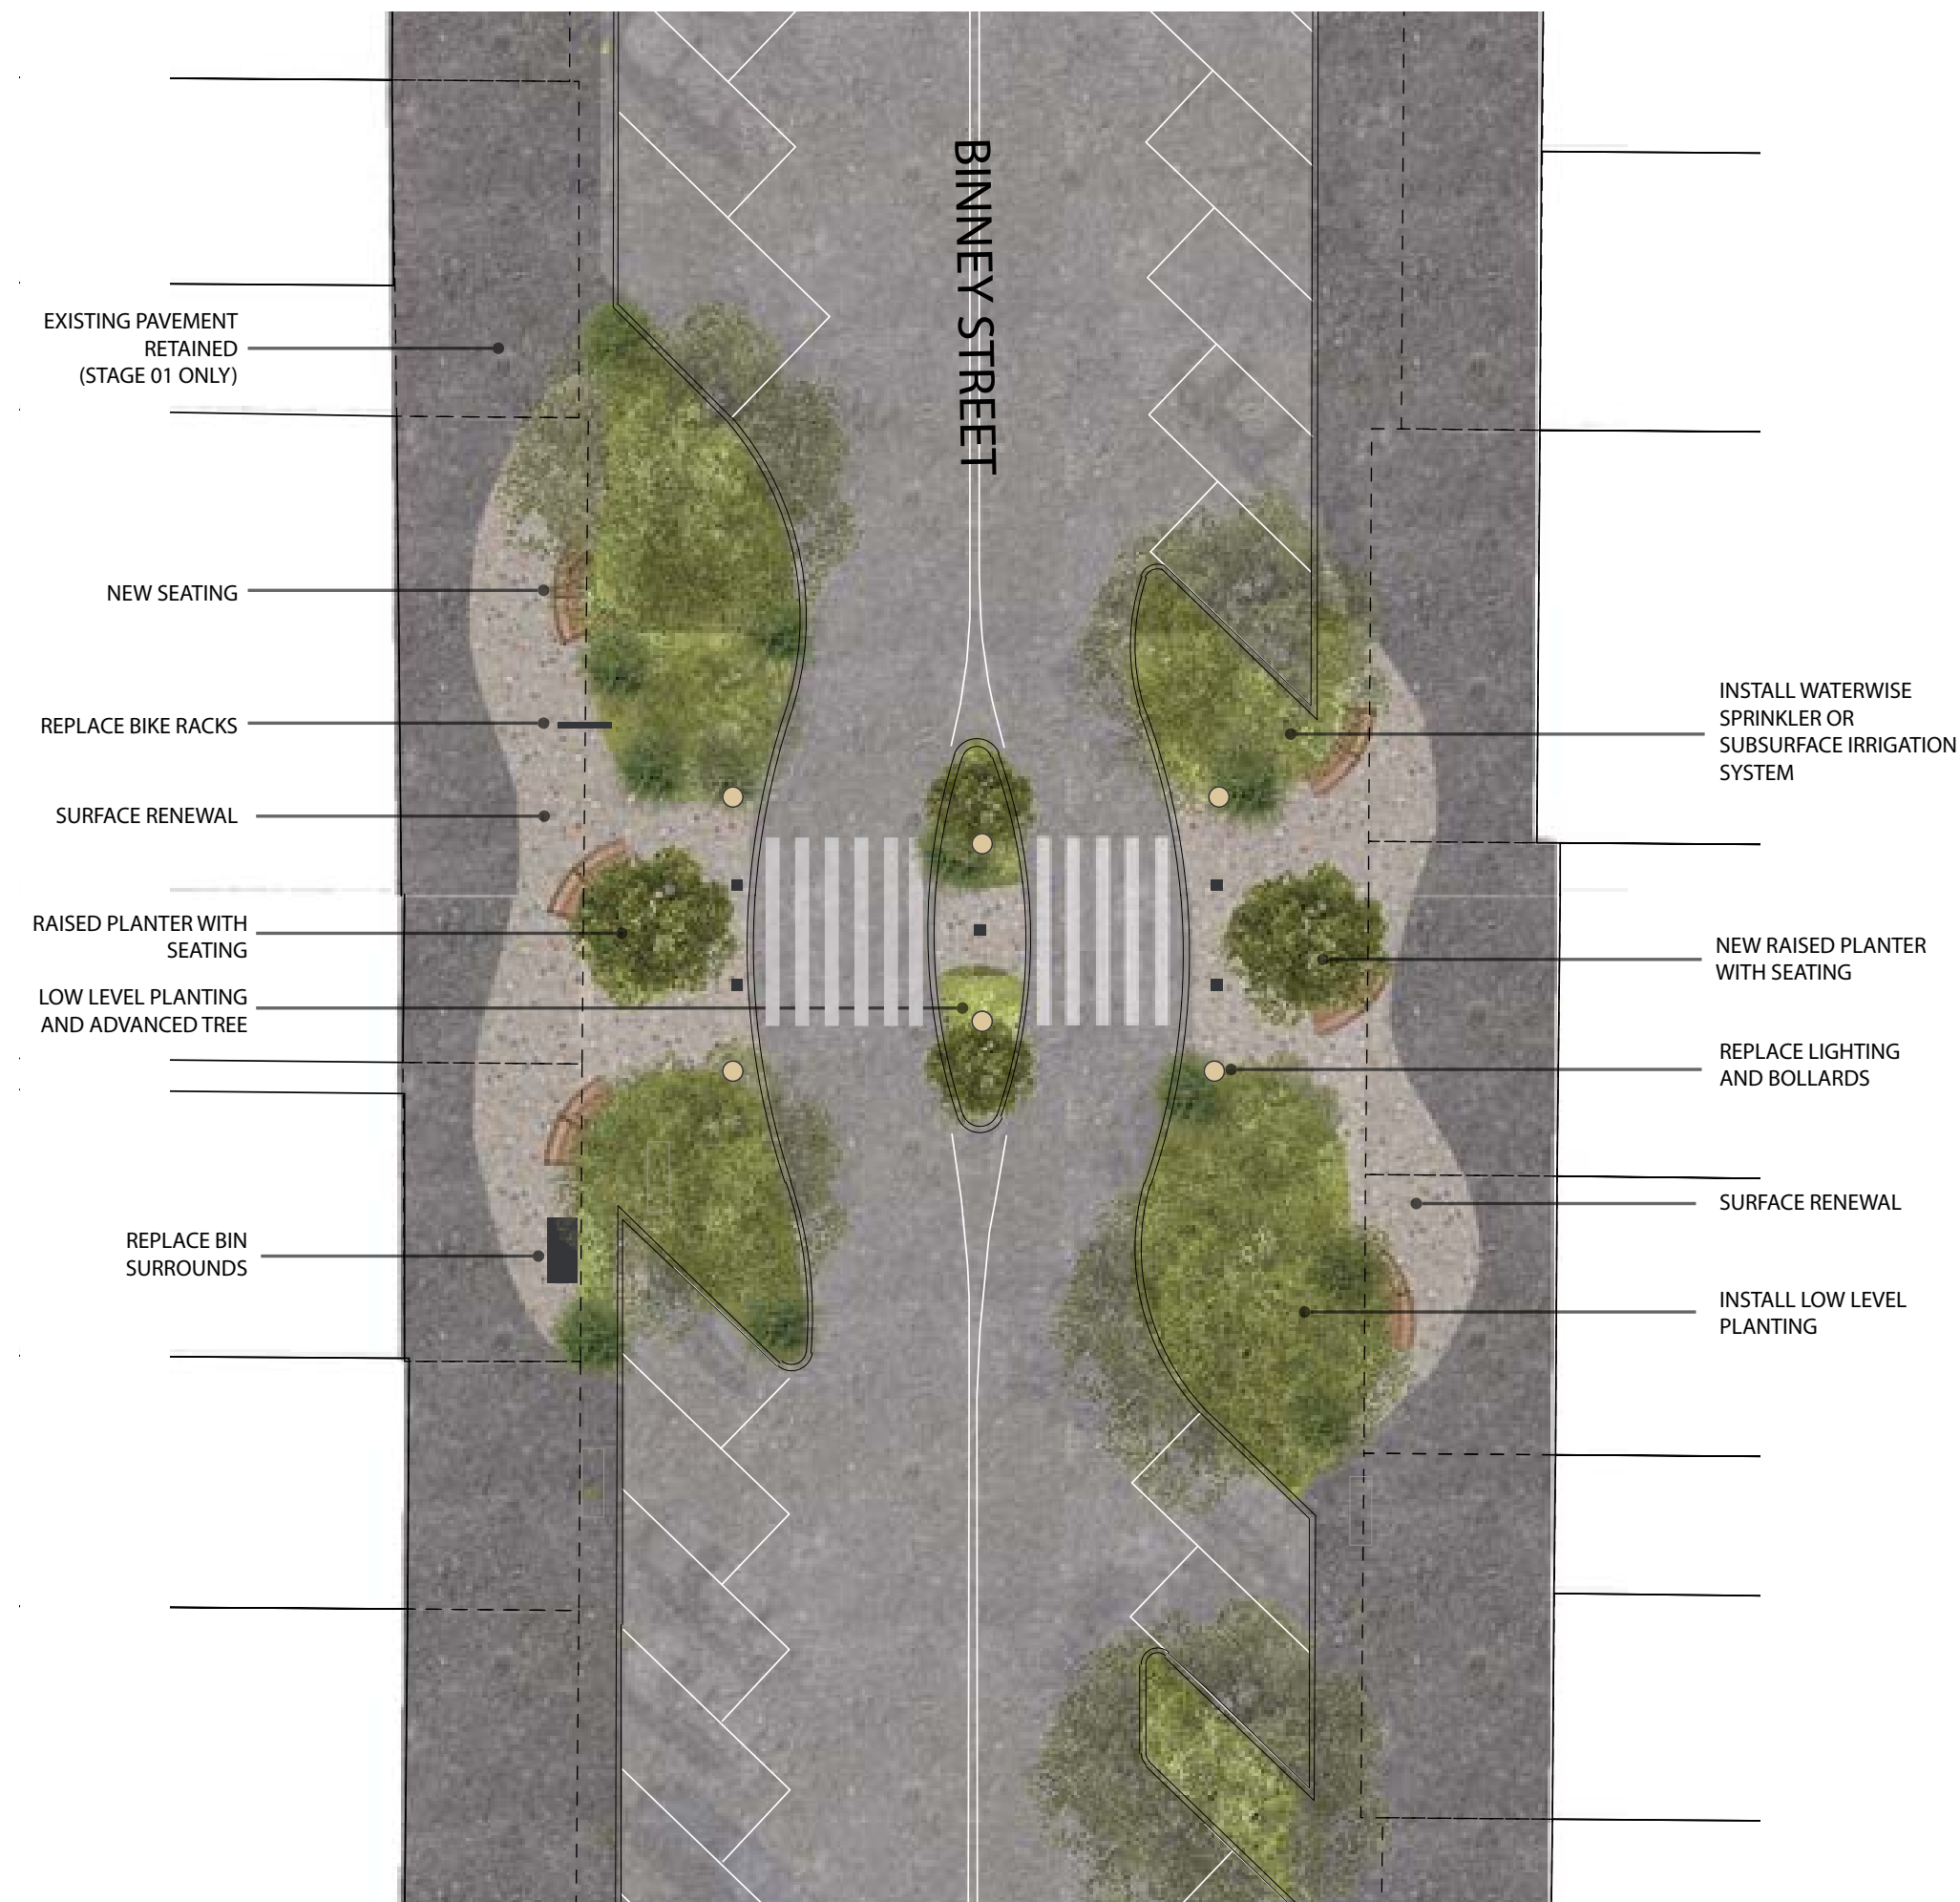 BINNEY STREET
EXISTING PAVEMENT
RETAINED
(STAGE 01 ONLY)
NEW SEATING
REPLACE BIKE RACKS
SURFACE RENEWAL
RAISED PLANTER WITH
SEATING
LOW LEVEL PLANTING
AND ADVANCED TREE
REPLACE BIN
SURROUNDS
INSTALL WATERWISE
SPRINKLER OR
SUBSURFACE IRRIGATION
SYSTEM
NEW RAISED PLANTER
WITH SEATING
REPLACE LIGHTING
AND BOLLARDS
SURFACE RENEWAL
INSTALL LOW LEVEL
PLANTING